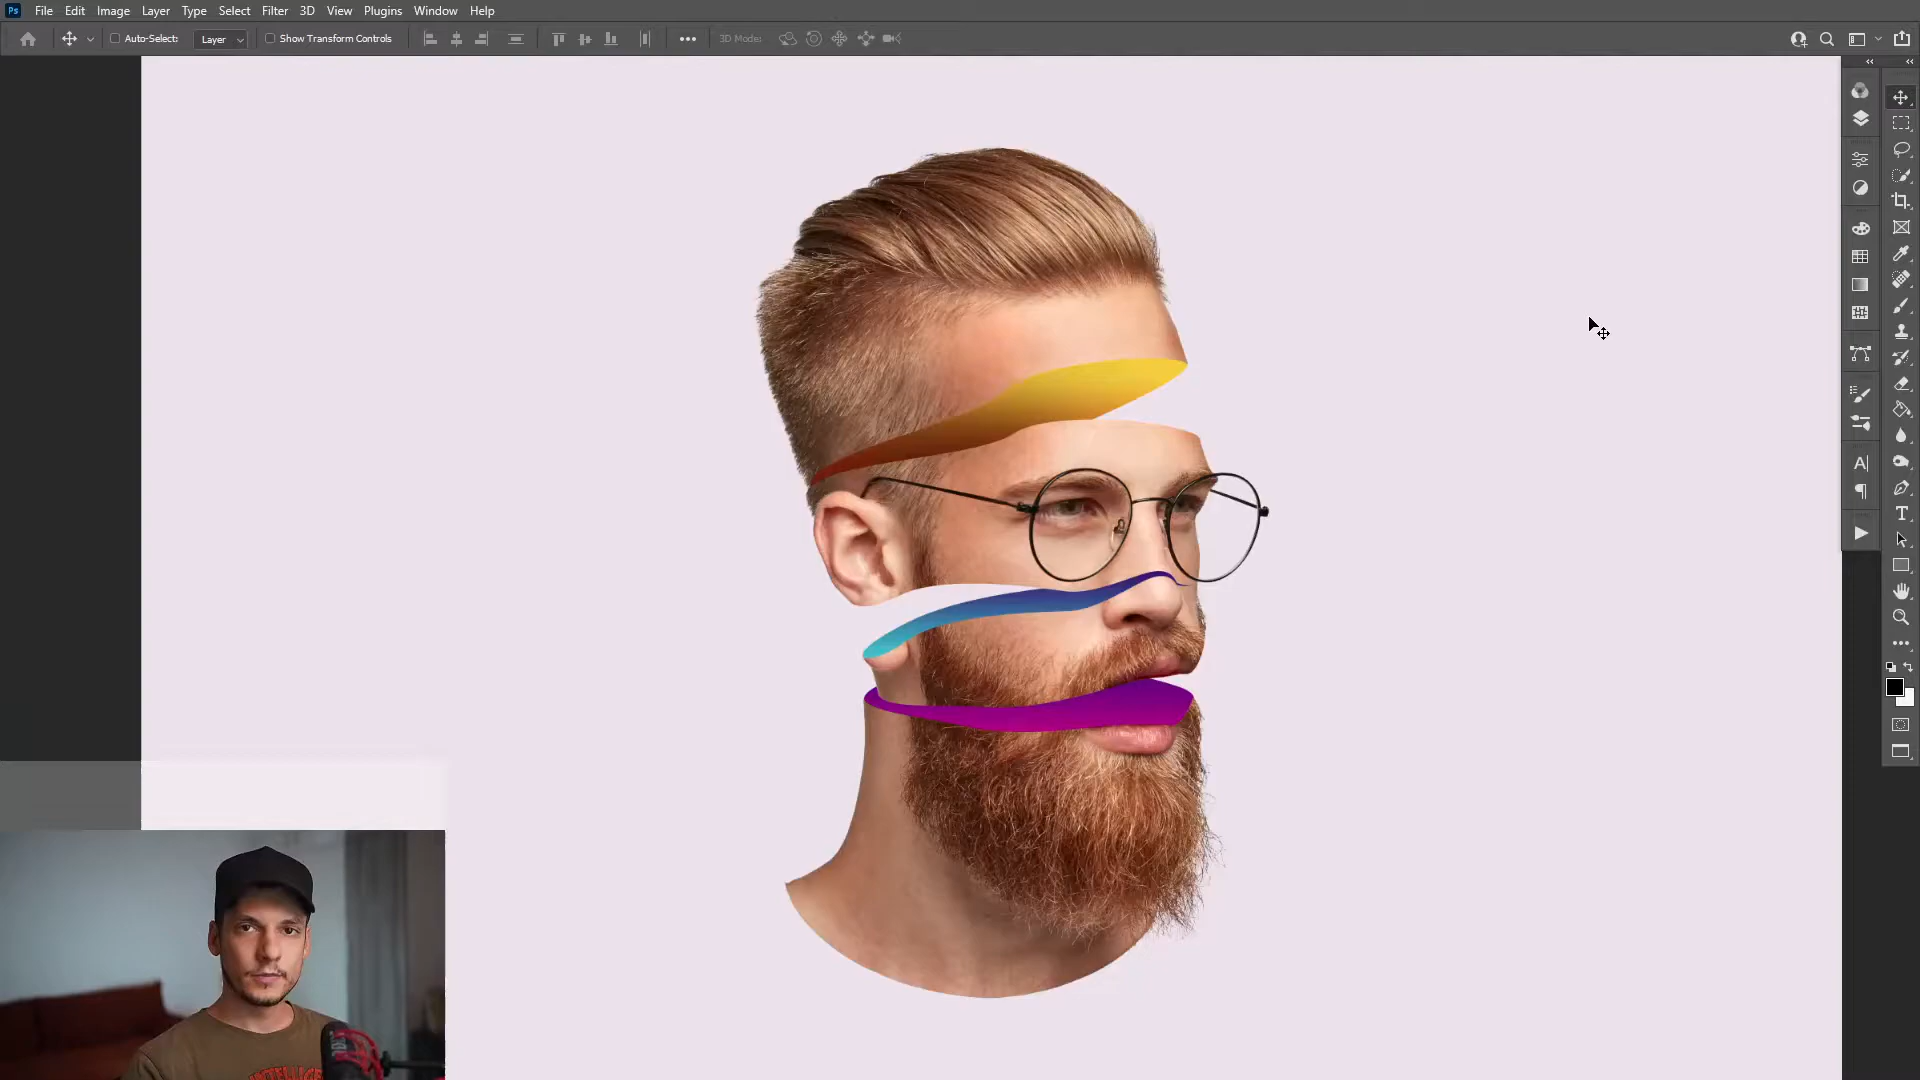 Ps File Edit Image Layer Type Select Filter 3D View Plugins Window Help
Auto-Select: Layer Show Transform Controls 3D Mode: